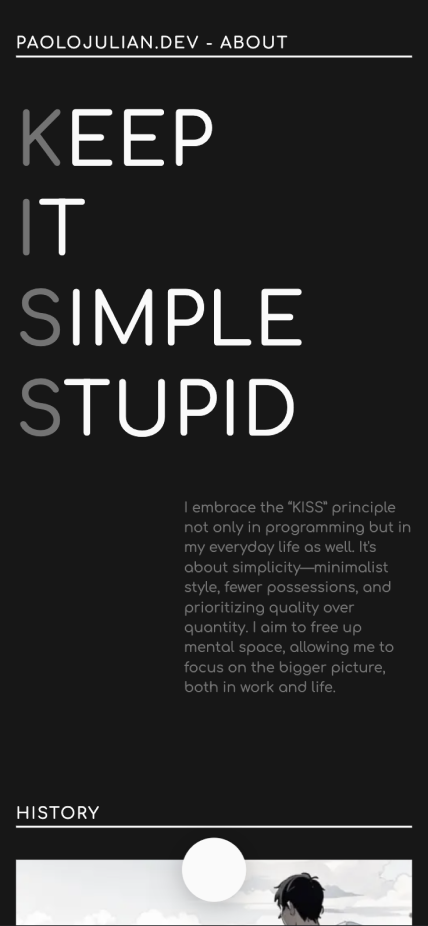 PAOLOJULIAN.DEV - ABOUT
KEEP
IT
SIMPLE
STUPID
I embrace the “KISS” principle
not only in programming but in
my everyday life as well. It's
about simplicity—minimalist
style, fewer possessions, and
prioritizing quality over
quantity. I aim to free up
mental space, allowing me to
focus on the bigger picture,
both in work and life.
HISTORY